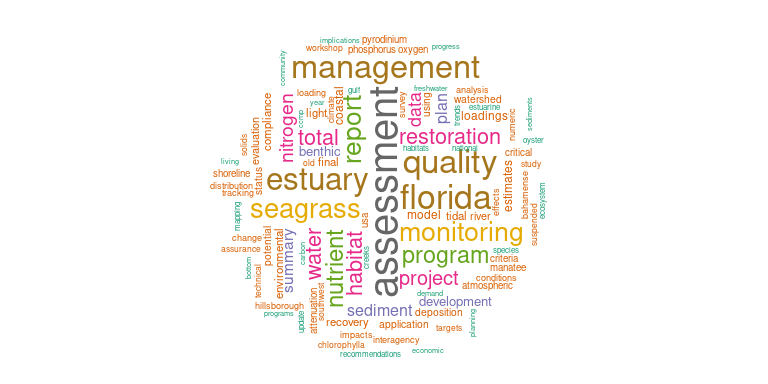 implications
pyrodinium
workshop
phosphorus
oxygen
progress
community
management
loading
gulf
freshwater
analysis
year
climate
coastal
survey
data
using
plan
watershed
estuarine
trends
loadings
numeric
sediments
ccmp
light
nitrogen
total
report
assessment
restoration
compliance
solids
evaluation
benthic
habitats
national
oyster
critical
living
old
final
quality
study
shoreline
status
estuary
estimates
distribution
tracking
florida
effects
bahamense
ecosystem
mapping
seagrass
usa
model
tidal
river
suspended
change
potential
environmental
summary
carbon
water
nutrient
habitat
creeks
monitoring
assurance
species
program
criteria
bottom
technical
manatee
project
conditions
atmospheric
demand
southwest
hillsborough
programs
update
attenuation
sediment
development
deposition
planning
recovery
application
targets
impacts
interagency
chlorophylla
recommendations
economic